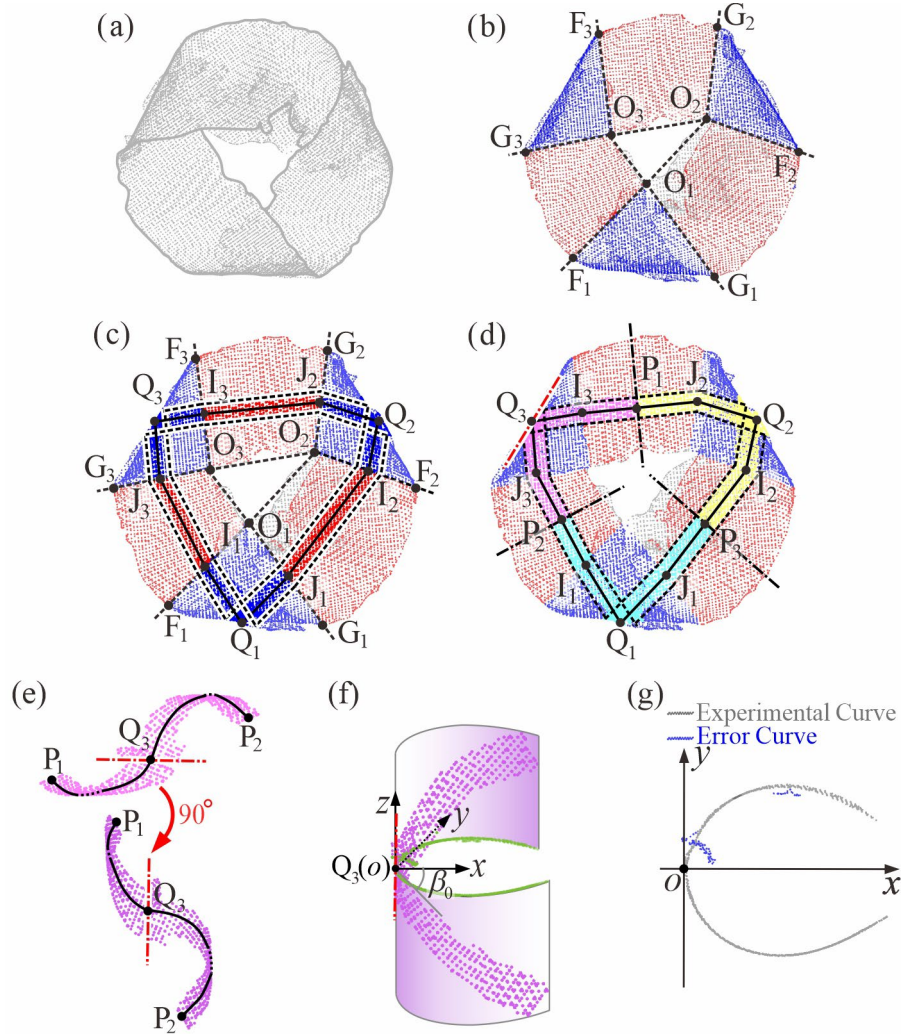 (a)
(b)
F₃
G₂
O₃
O₂
G₃
F₂
O₁
F₁
G₁
(c)
F₃
G₂
Q₃
I₃
J₂
Q₂
O₃
O₂
G₃
F₂
J₃
I₂
I₁
O₁
J₁
F₁
G₁
Q₁
(d)
P₁
I₃
J₂
Q₃
Q₂
J₃
I₂
P₂
P₃
I₁
J₁
Q₁
(e)
Q₃
P₂
P₁
90°
P₁
Q₃
P₂
(f)
z
y
Q₃(o)
x
β₀
(g)
Experimental Curve
Error Curve
y
o
x